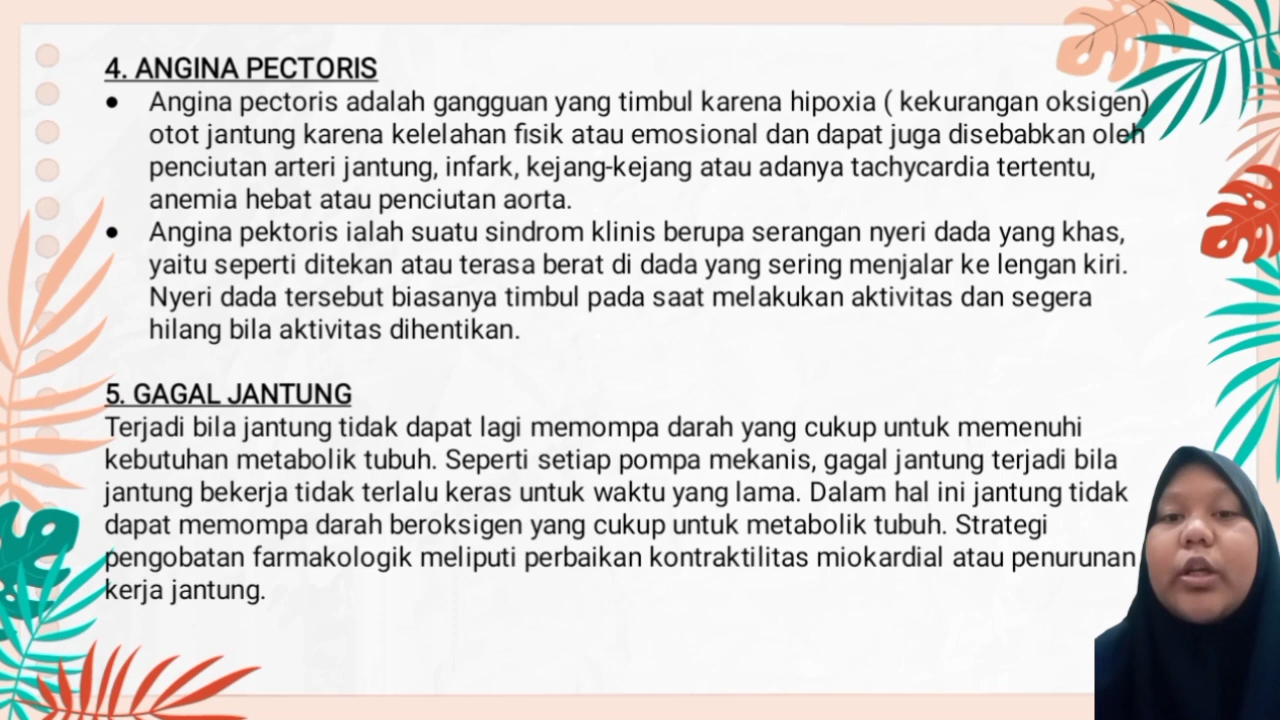 4. ANGINA PECTORIS
● Angina pectoris adalah gangguan yang timbul karena hipoxia ( kekurangan oksigen)
otot jantung karena kelelahan fisik atau emosional dan dapat juga disebabkan oleh
penciutan arteri jantung, infark, kejang-kejang atau adanya tachycardia tertentu,
anemia hebat atau penciutan aorta.
● Angina pektoris ialah suatu sindrom klinis berupa serangan nyeri dada yang khas,
yaitu seperti ditekan atau terasa berat di dada yang sering menjalar ke lengan kiri.
Nyeri dada tersebut biasanya timbul pada saat melakukan aktivitas dan segera
hilang bila aktivitas dihentikan.
5. GAGAL JANTUNG
Terjadi bila jantung tidak dapat lagi memompa darah yang cukup untuk memenuhi
kebutuhan metabolik tubuh. Seperti setiap pompa mekanis, gagal jantung terjadi bila
jantung bekerja tidak terlalu keras untuk waktu yang lama. Dalam hal ini jantung tidak
dapat memompa darah beroksigen yang cukup untuk metabolik tubuh. Strategi
pengobatan farmakologik meliputi perbaikan kontraktilitas miokardial atau penurunan
kerja jantung.